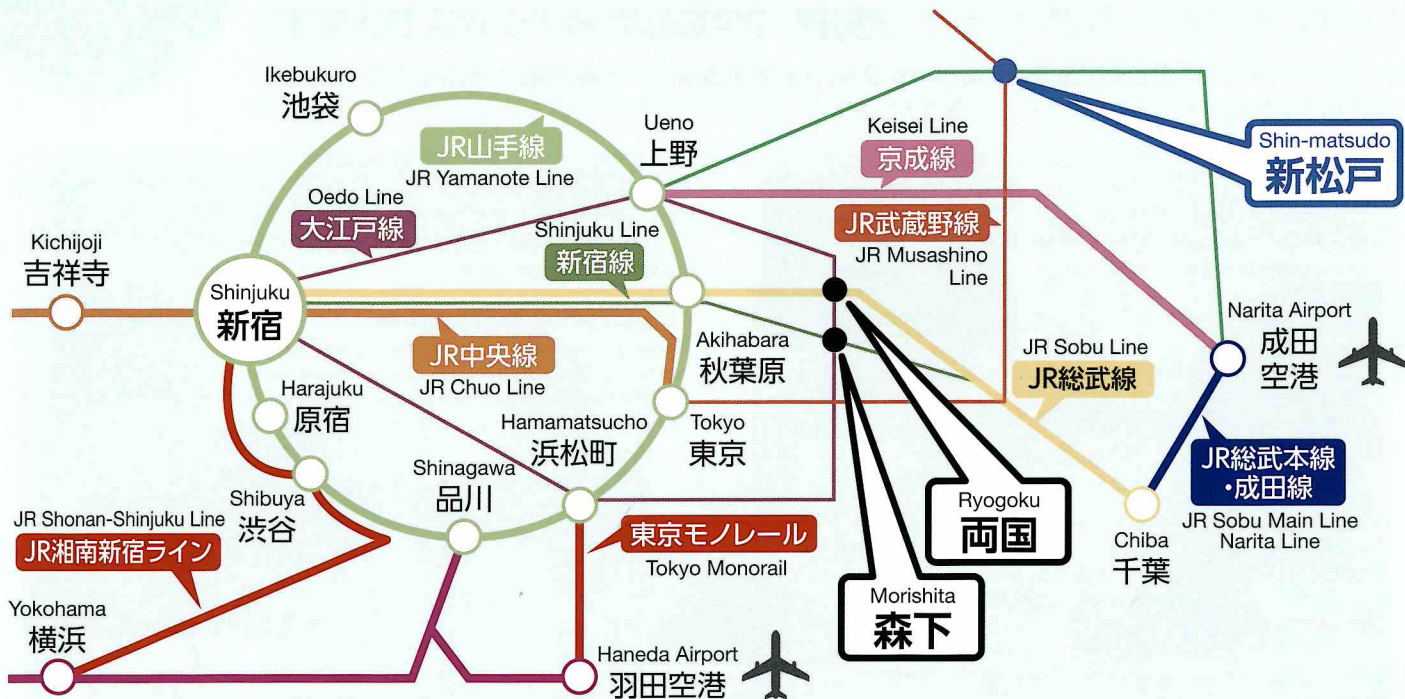 Ikebukuro
池袋
JR山手線
JR Yamanote Line
Ueno
上野
Keisei Line
京成線
Shin-matsudo
新松戸
Oedo Line
大江戸線
Shinjuku Line
新宿線
JR武蔵野線
JR Musashino
Line
Kichijoji
吉祥寺
Shinjuku
新宿
JR中央線
JR Chuo Line
Akihabara
秋葉原
JR Sobu Line
JR総武線
Narita Airport
成田
空港
Harajuku
原宿
Hamamatsucho
浜松町
Tokyo
東京
Shinagawa
品川
Shibuya
渋谷
JR Shonan-Shinjuku Line
JR湘南新宿ライン
東京モノレール
Tokyo Monorail
Ryogoku
両国
Morishita
森下
JR総武本線
・成田線
JR Sobu Main Line
Narita Line
Chiba
千葉
Yokohama
横浜
Haneda Airport
羽田空港